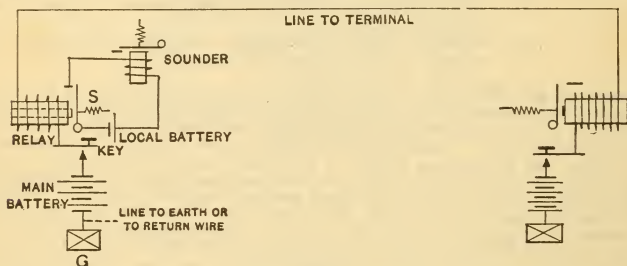 LINE TO TERMINAL
SOUNDER
S
RELAY
LOCAL BATTERY
KEY
MAIN
BATTERY
LINE TO EARTH OR
TO RETURN WIRE
G